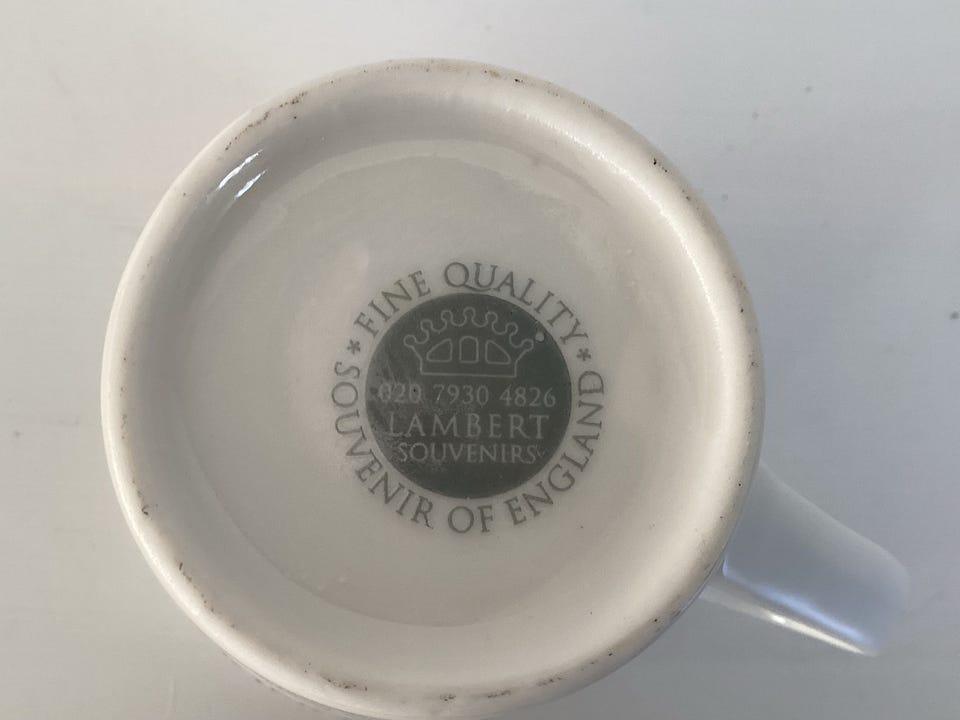 * FINE QUALITY *
020 7930 4826
LAMBERT
SOUVENIRS
SOUVENIR OF ENGLAND